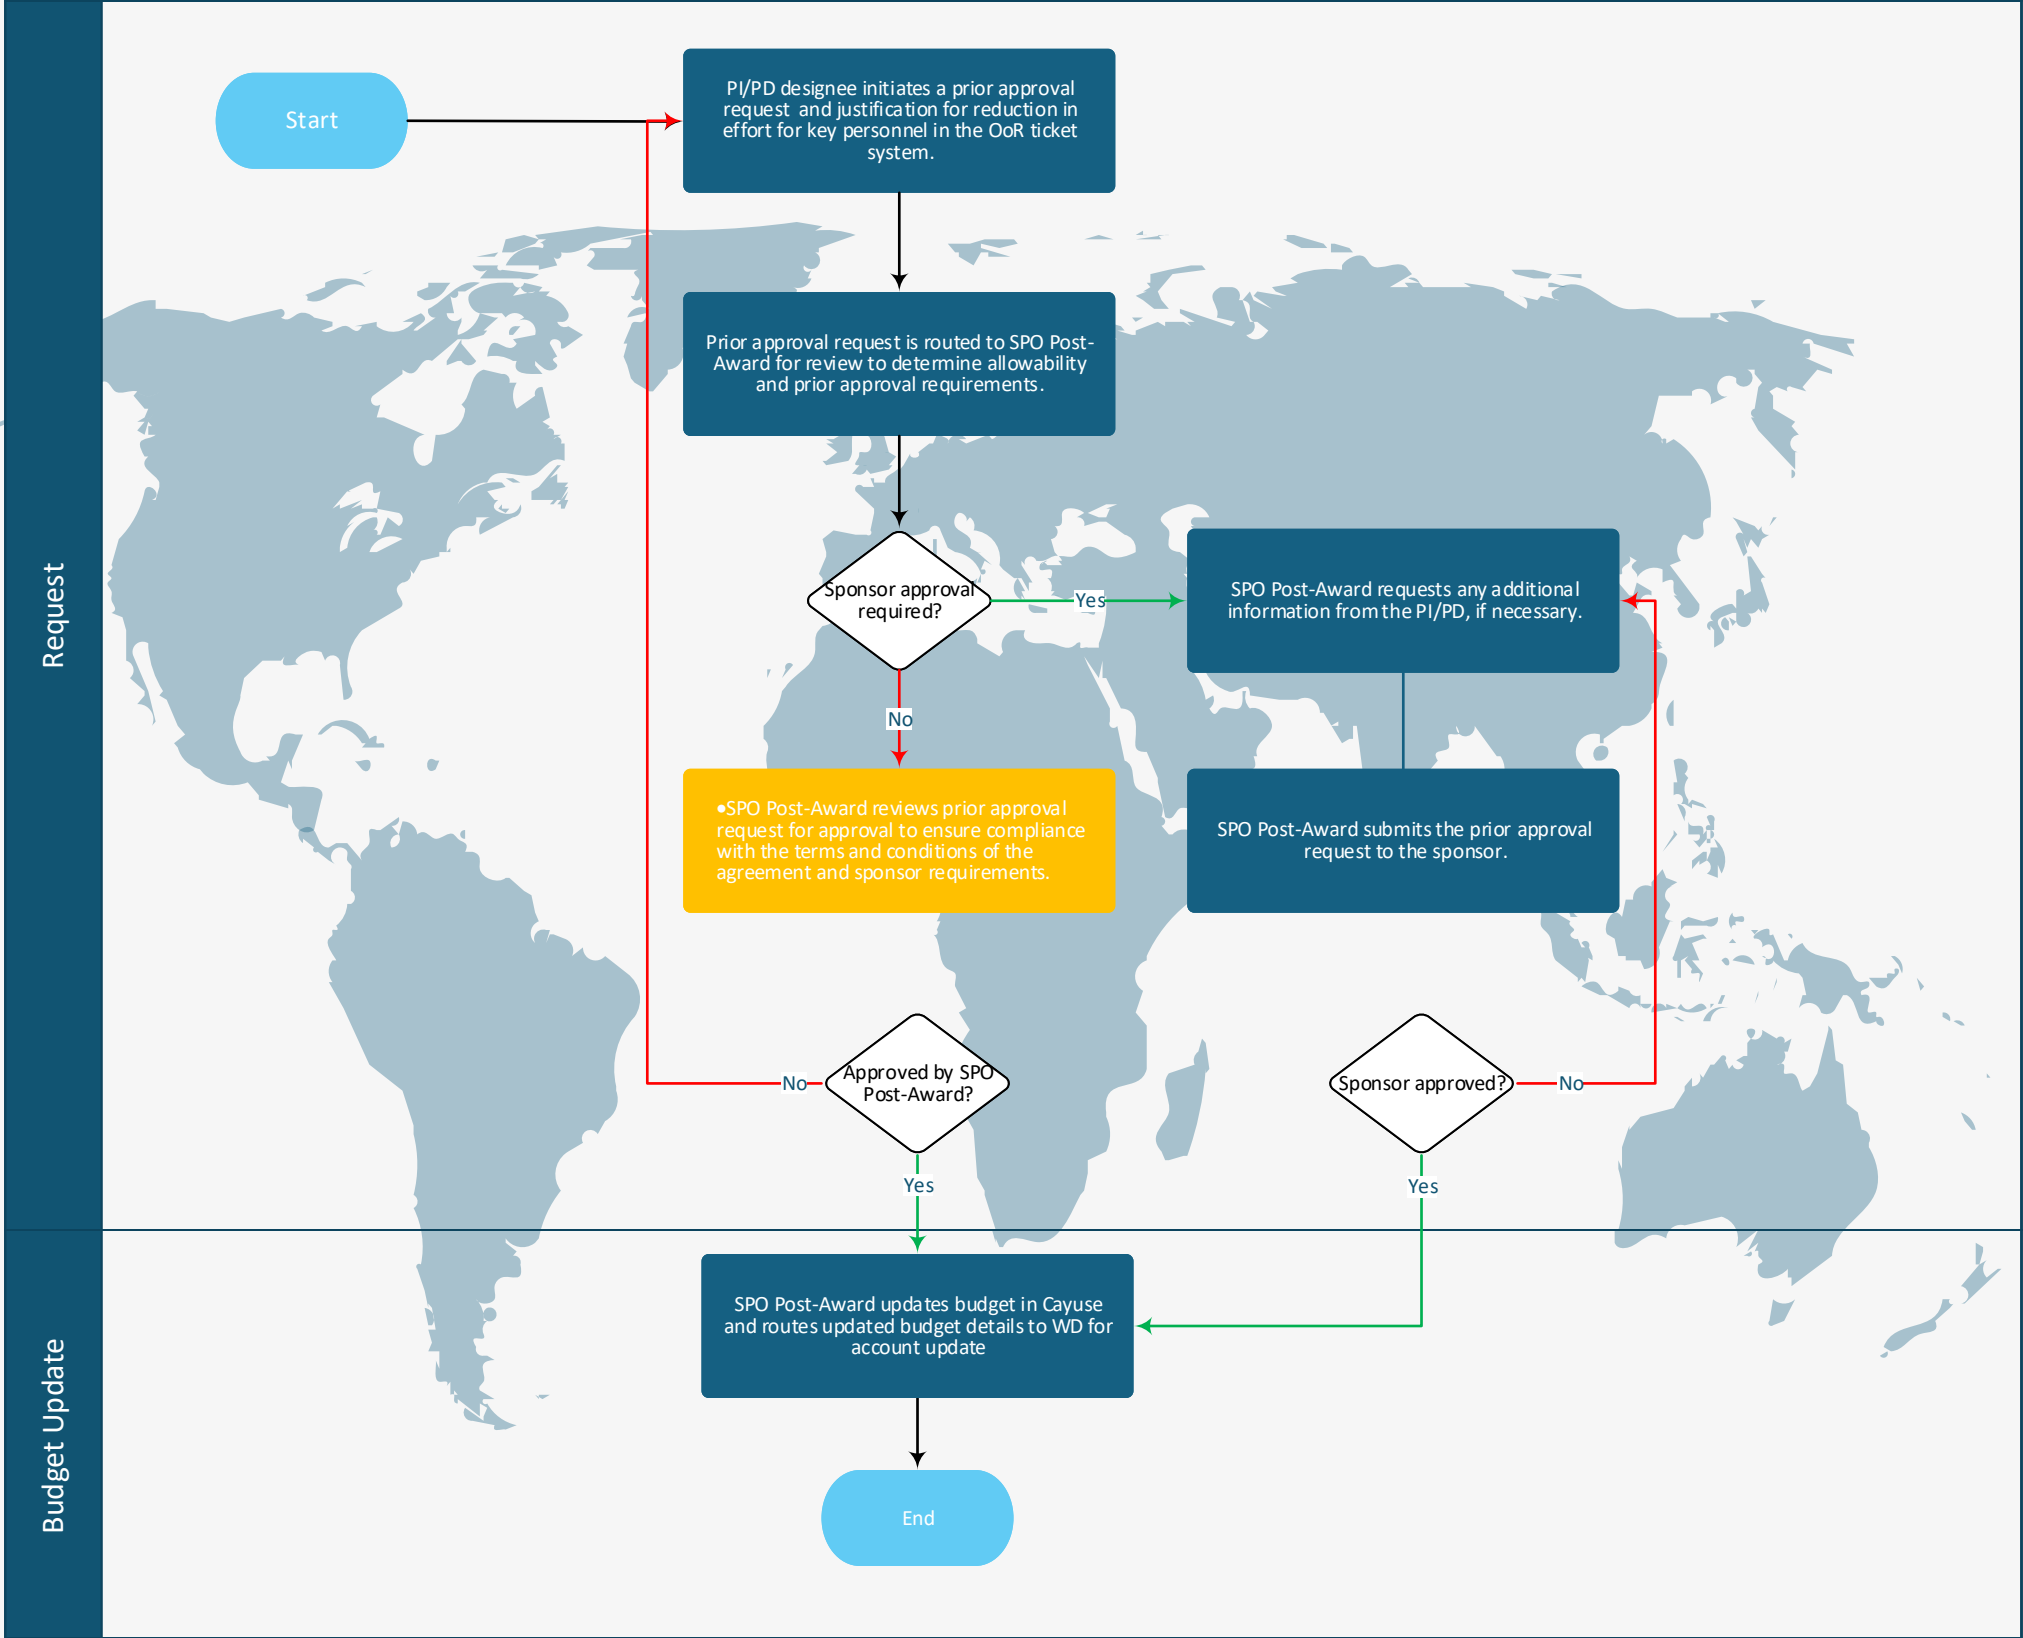 Request
Start
PI/PD designee initiates a prior approval
request and justification for reduction in
effort for key personnel in the OoR ticket
system.
Prior approval request is routed to SPO Post-
Award for review to determine allowability
and prior approval requirements.
Sponsor approval
required?
Yes
SPO Post-Award requests any additional
information from the PI/PD, if necessary.
No
•SPO Post-Award reviews prior approval
request for approval to ensure compliance
with the terms and conditions of the
agreement and sponsor requirements.
SPO Post-Award submits the prior approval
request to the sponsor.
No
Approved by SPO
Post-Award?
Sponsor approved?
No
Yes
Yes
Budget Update
SPO Post-Award updates budget in Cayuse
and routes updated budget details to WD for
account update
End